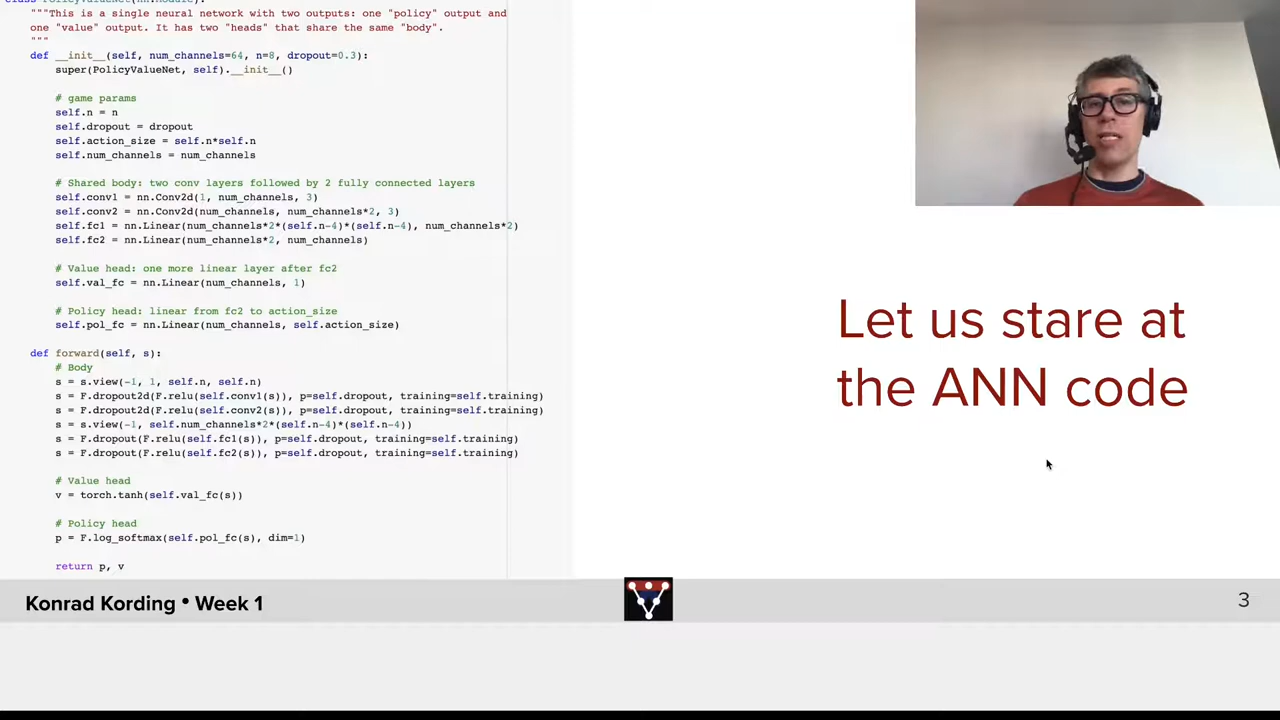 class PolicyValueNet(nn.Module):
"""This is a single neural network with two outputs: one "policy" output and
one "value" output. It has two "heads" that share the same "body".
"""
def __init__(self, num_channels=64, n=8, dropout=0.3):
super(PolicyValueNet, self).__init__()
# game params
self.n = n
self.dropout = dropout
self.action_size = self.n*self.n
self.num_channels = num_channels
# Shared body: two conv layers followed by 2 fully connected layers
self.conv1 = nn.Conv2d(1, num_channels, 3)
self.conv2 = nn.Conv2d(num_channels, num_channels*2, 3)
self.fc1 = nn.Linear(num_channels*2*(self.n-4)*(self.n-4), num_channels*2)
self.fc2 = nn.Linear(num_channels*2, num_channels)
# Value head: one more linear layer after fc2
self.val_fc = nn.Linear(num_channels, 1)
# Policy head: linear from fc2 to action_size
self.pol_fc = nn.Linear(num_channels, self.action_size)
def forward(self, s):
# Body
s = s.view(-1, 1, self.n, self.n)
s = F.dropout2d(F.relu(self.conv1(s)), p=self.dropout, training=self.training)
s = F.dropout2d(F.relu(self.conv2(s)), p=self.dropout, training=self.training)
s = s.view(-1, self.num_channels*2*(self.n-4)*(self.n-4))
s = F.dropout(F.relu(self.fc1(s)), p=self.dropout, training=self.training)
s = F.dropout(F.relu(self.fc2(s)), p=self.dropout, training=self.training)
# Value head
v = torch.tanh(self.val_fc(s))
# Policy head
p = F.log_softmax(self.pol_fc(s), dim=1)
return p, v
Let us stare at
the ANN code
Konrad Kording • Week 1
3